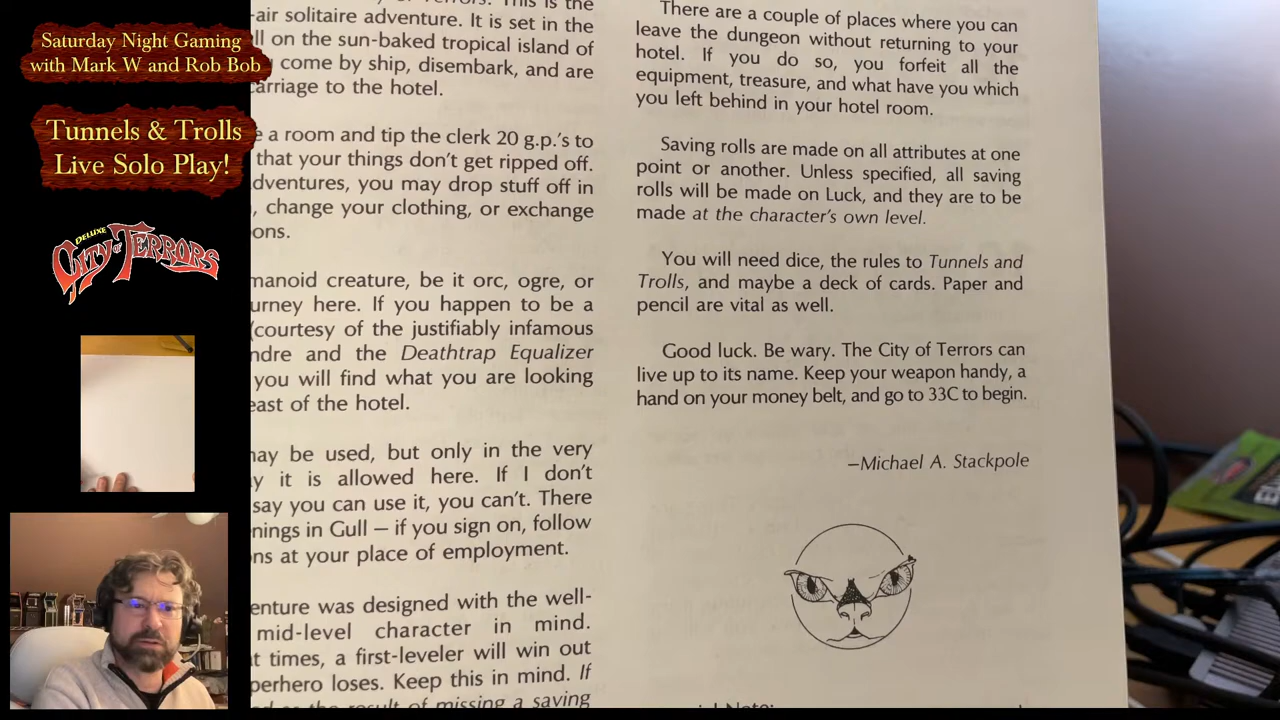 Saturday Night Gaming
with Mark W and Rob Bob
Tunnels & Trolls
Live Solo Play!
DELUXE
CITY OF TERRORS
This is the
-air solitaire adventure. It is set in the
on the sun-baked tropical island of
come by ship, disembark, and are
carriage to the hotel.
a room and tip the clerk 20 g.p.'s to
that your things don't get ripped off.
adventures, you may drop stuff off in
, change your clothing, or exchange
creature, be it orc, ogre, or
here. If you happen to be a
(courtesy of the justifiably infamous
and the Deathtrap Equalizer
you will find what you are looking
east of the hotel.
may be used, but only in the very
it is allowed here. If I don't
say you can use it, you can't. There
in Gull — if you sign on, follow
at your place of employment.
was designed with the well-
mid-level character in mind.
times, a first-leveler will win out
loses. Keep this in mind. If
as the result of missing a saving
There are a couple of places where you can
leave the dungeon without returning to your
hotel. If you do so, you forfeit all the
equipment, treasure, and what have you which
you left behind in your hotel room.
Saving rolls are made on all attributes at one
point or another. Unless specified, all saving
rolls will be made on Luck, and they are to be
made at the character's own level.
You will need dice, the rules to Tunnels and
Trolls, and maybe a deck of cards. Paper and
pencil are vital as well.
Good luck. Be wary. The City of Terrors can
live up to its name. Keep your weapon handy, a
hand on your money belt, and go to 33C to begin.
—Michael A. Stackpole
Note: